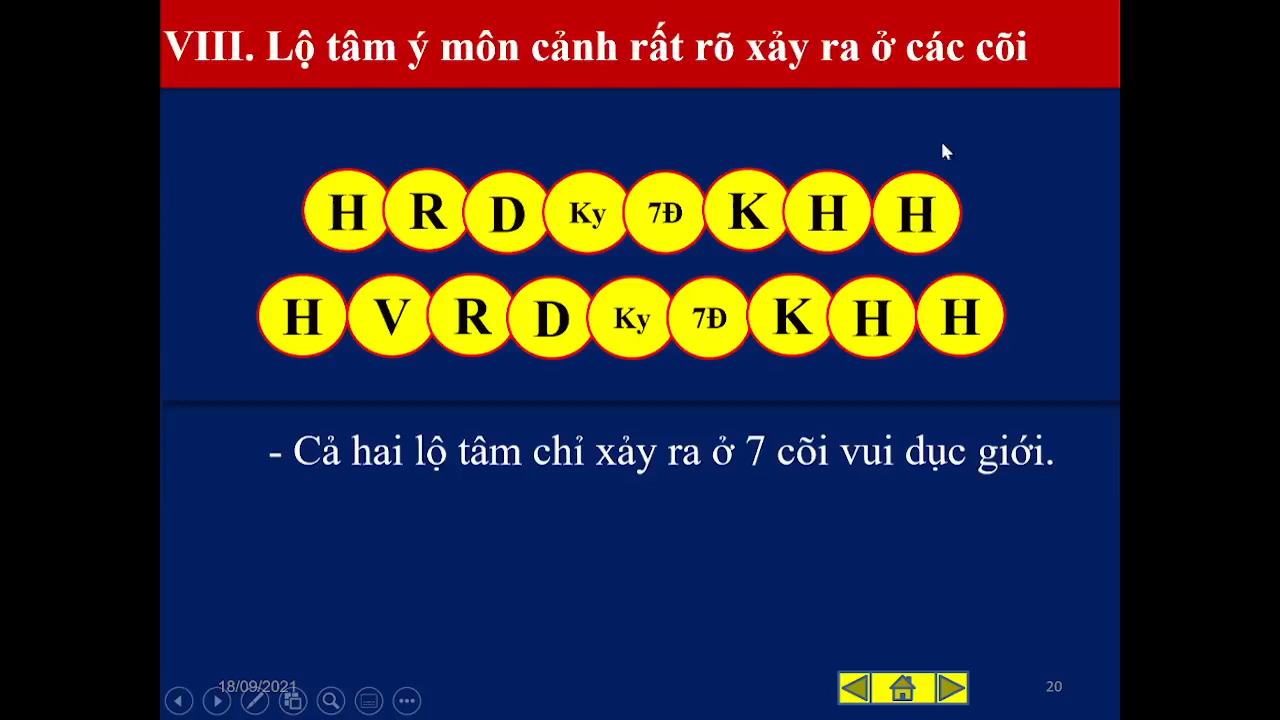 VIII. Lộ tâm ý môn cảnh rất rõ xảy ra ở các cõi
H R D Ky 7Đ K H H
H V R D Ky 7Đ K H H
- Cả hai lộ tâm chỉ xảy ra ở 7 cõi vui dục giới.
18/09/2021
20